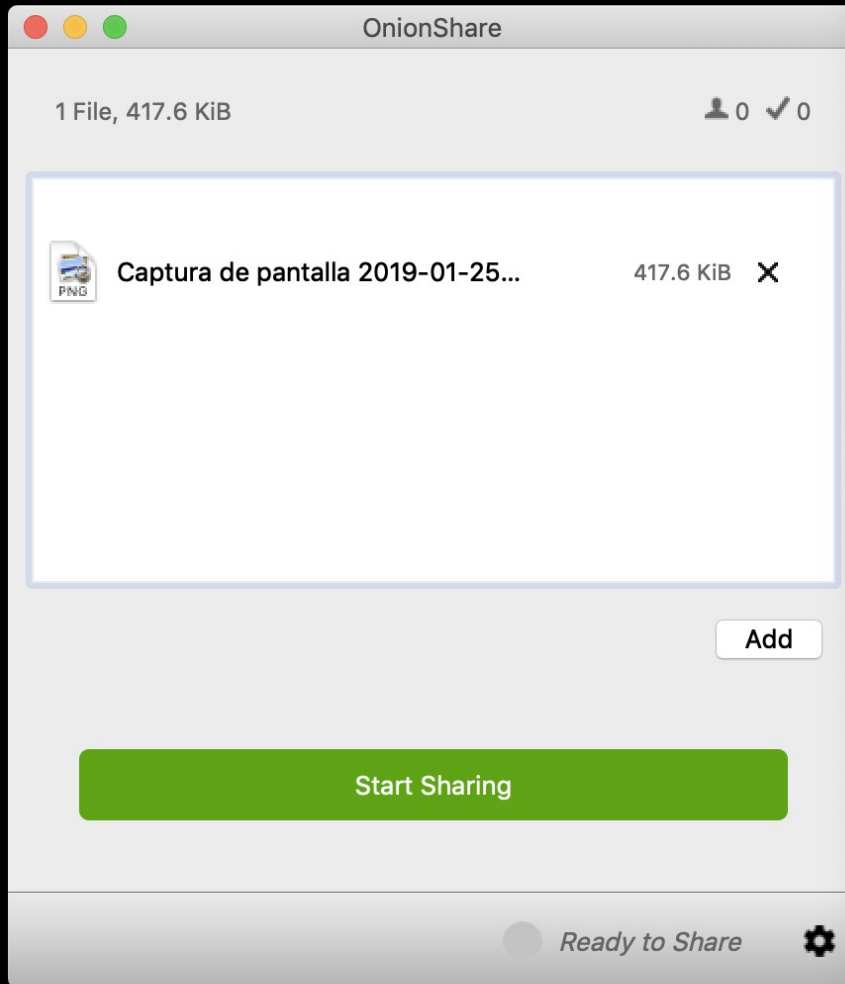 OnionShare
1 File, 417.6 KiB
0
0
PNG
Captura de pantalla 2019-01-25...
417.6 KiB
Add
Start Sharing
Ready to Share